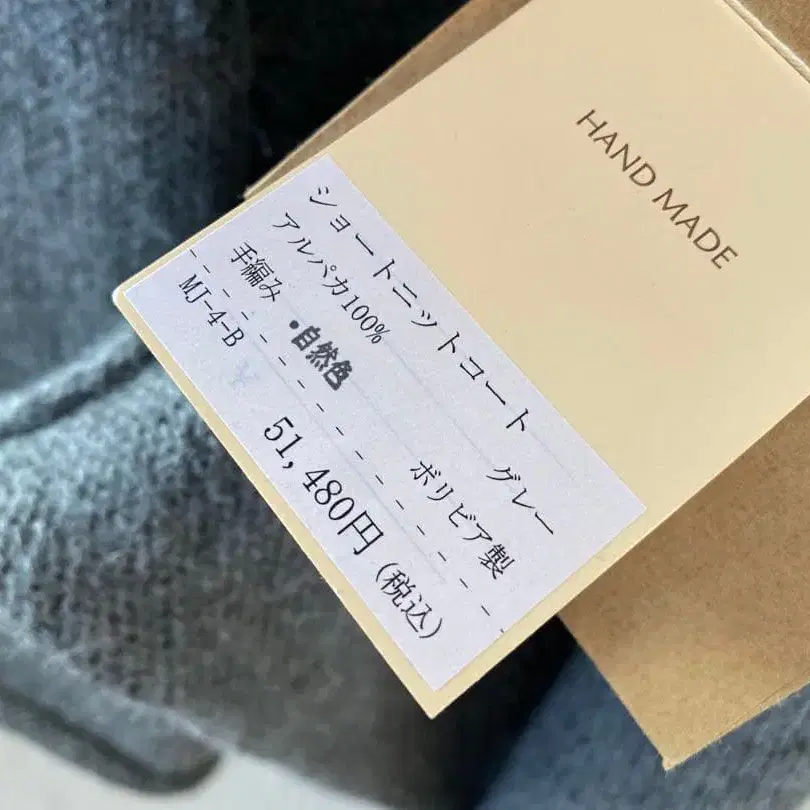 HAND MADE
ショートニットコート グレー
アルパカ100%
手編み ・自然色 ボリビア製
MJ-4-B
51,480円(税込)